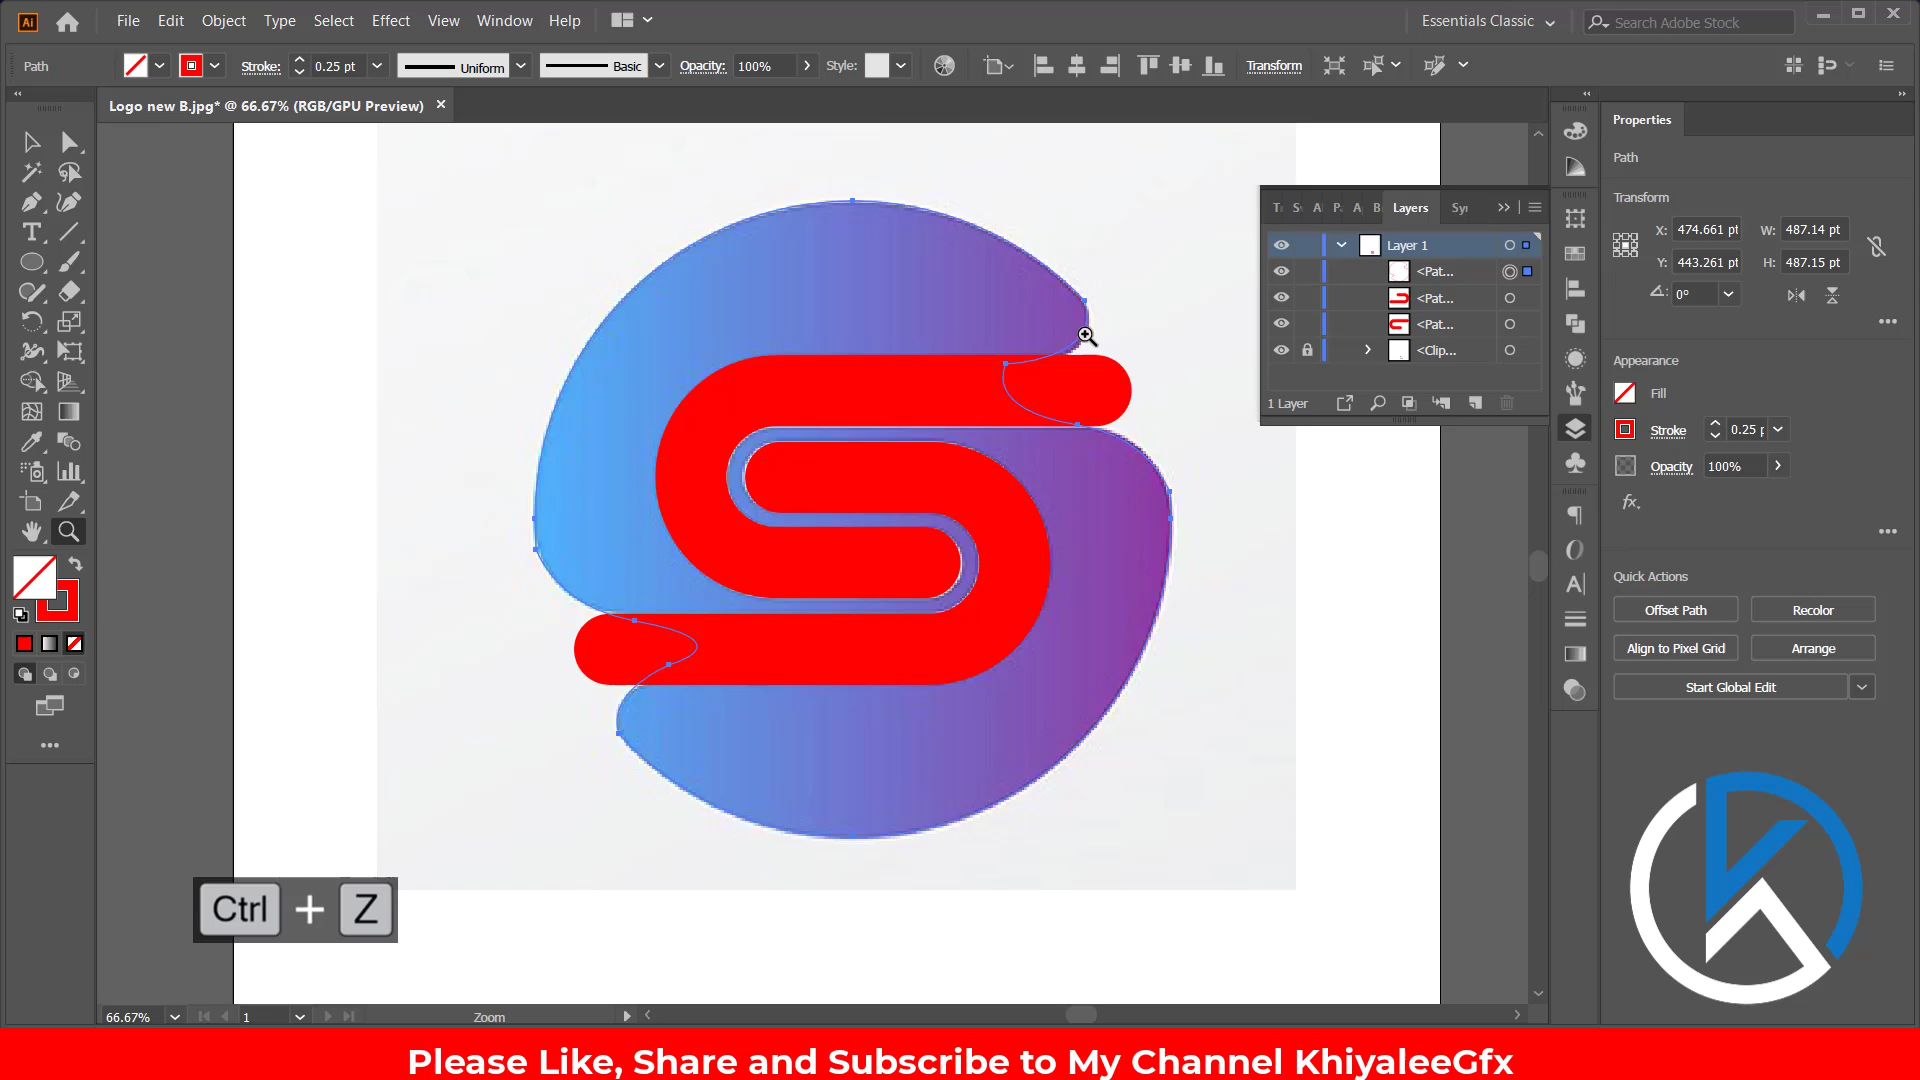 Ai File Edit Object Type Select Effect View Window Help Essentials Classic Search Adobe Stock
Path Stroke: 0.25 pt Uniform Basic Opacity: 100% Style: Transform
Logo new B.jpg* @ 66.67% (RGB/GPU Preview)
Properties
Path
Transform
X: 474.661 pt W: 487.14 pt
Y: 443.261 pt H: 487.15 pt
0°
Layers
Layer 1
<Pat...
<Pat...
<Pat...
<Clip...
1 Layer
Appearance
Fill
Stroke 0.25 p
Opacity 100%
fx
Quick Actions
Offset Path Recolor
Align to Pixel Grid Arrange
Start Global Edit
Ctrl + Z
66.67% 1 Zoom
Please Like, Share and Subscribe to My Channel KhiyaleeGfx